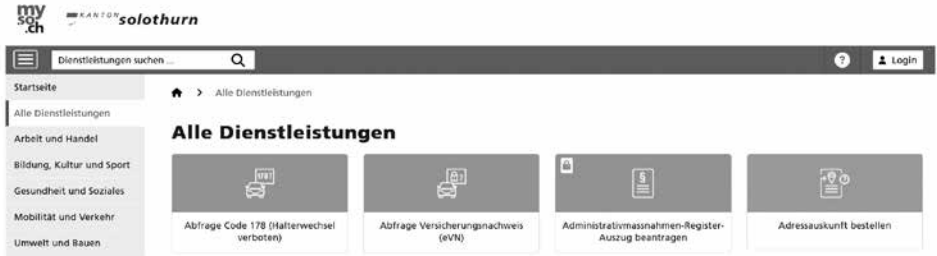 my
so!
.ch
KANTON solothurn
Dienstleistungen suchen ...
?
Login
Startseite
Alle Dienstleistungen
Arbeit und Handel
Bildung, Kultur und Sport
Gesundheit und Soziales
Mobilität und Verkehr
Umwelt und Bauen
> Alle Dienstleistungen
Alle Dienstleistungen
Abfrage Code 178 (Halterwechsel
verboten)
Abfrage Versicherungsnachweis
(eVN)
§
Administrativmassnahmen-Register-
Auszug beantragen
Adressauskunft bestellen